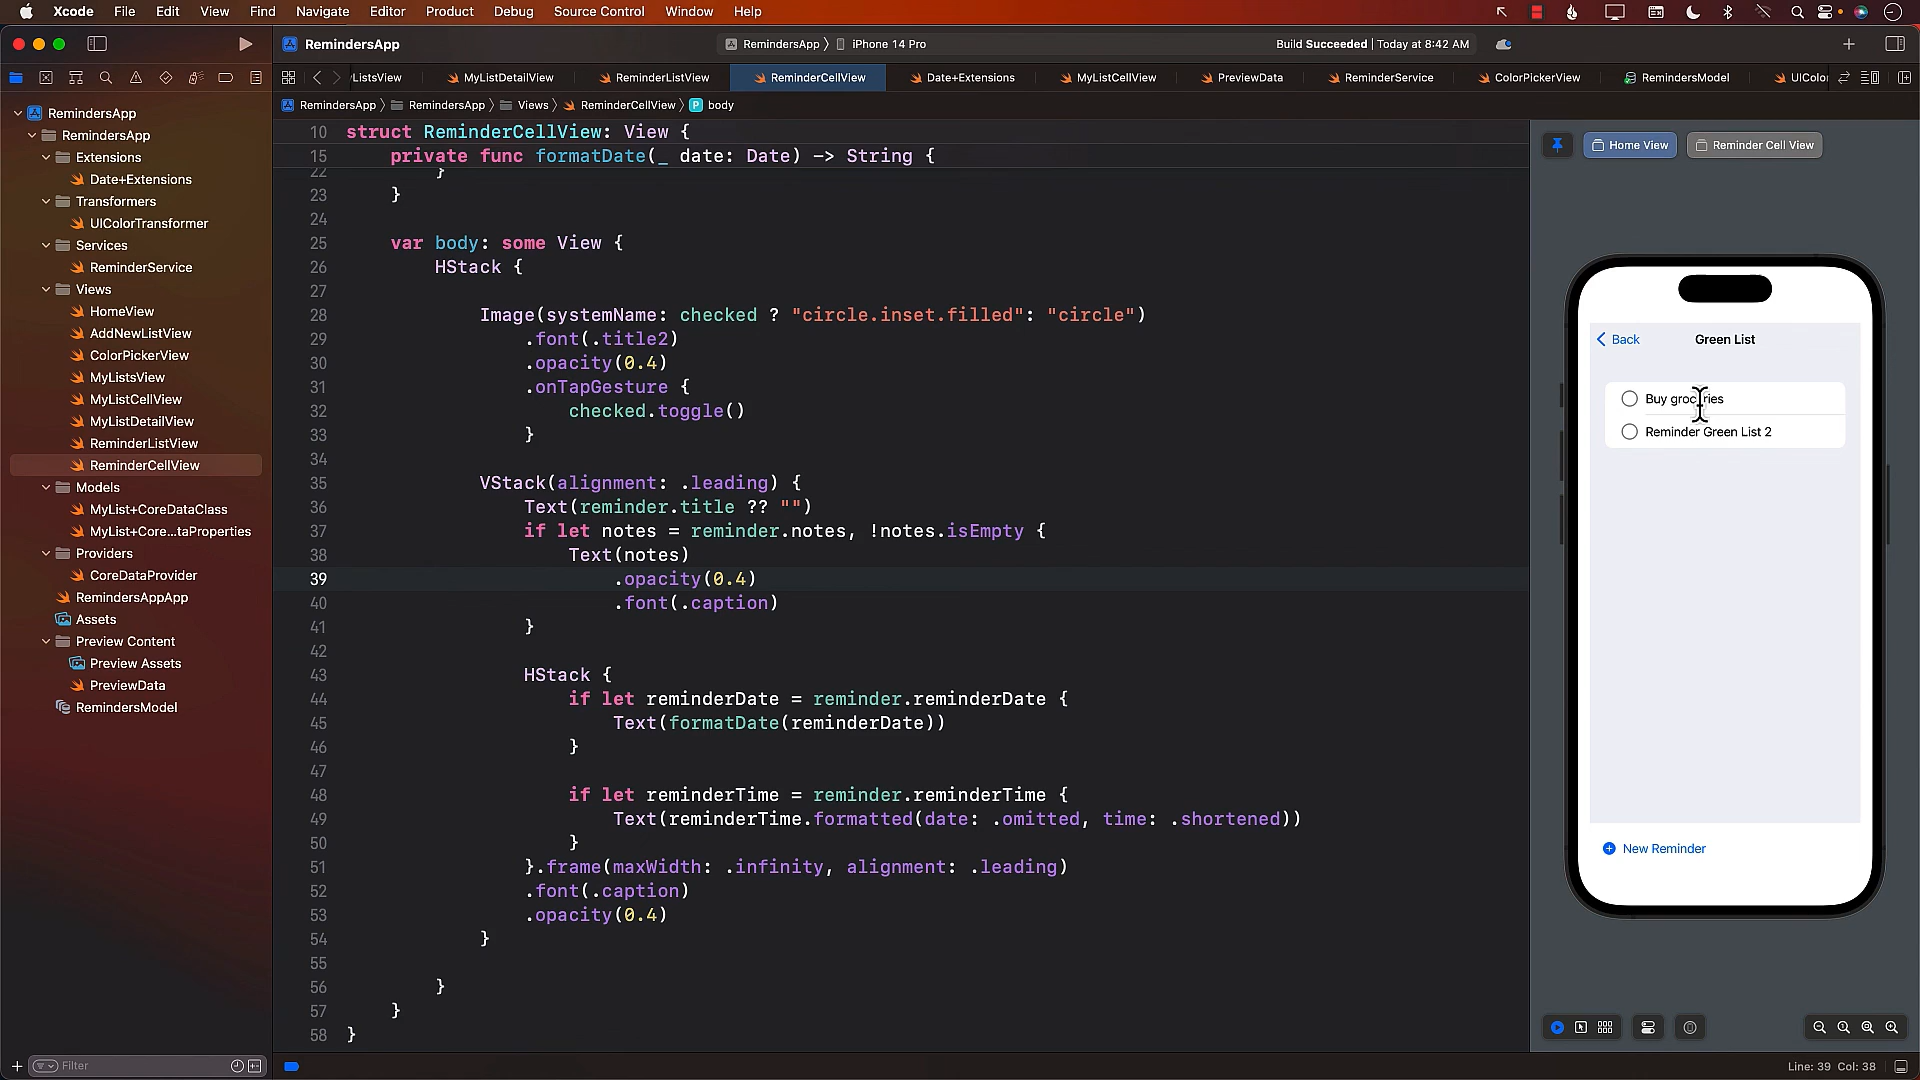 Xcode File Edit View Find Navigate Editor Product Debug Source Control Window Help
RemindersApp
RemindersApp 〉 iPhone 14 Pro
Build Succeeded | Today at 8:42 AM
ListsView MyListDetailView ReminderListView ReminderCellView Date+Extensions MyListCellView PreviewData ReminderService ColorPickerView RemindersModel UIColor
RemindersApp 〉 RemindersApp 〉 Views 〉 ReminderCellView 〉 P body
RemindersApp
RemindersApp
Extensions
Date+Extensions
Transformers
UIColorTransformer
Services
ReminderService
Views
HomeView
AddNewListView
ColorPickerView
MyListsView
MyListCellView
MyListDetailView
ReminderListView
ReminderCellView
Models
MyList+CoreDataClass
MyList+Core...taProperties
Providers
CoreDataProvider
RemindersAppApp
Assets
Preview Content
Preview Assets
PreviewData
RemindersModel
Filter
10 struct ReminderCellView: View {
15     private func formatDate(_ date: Date) -> String {
22         }
23     }
24
25     var body: some View {
26         HStack {
27
28             Image(systemName: checked ? "circle.inset.filled": "circle")
29                 .font(.title2)
30                 .opacity(0.4)
31                 .onTapGesture {
32                     checked.toggle()
33                 }
34
35             VStack(alignment: .leading) {
36                 Text(reminder.title ?? "")
37                 if let notes = reminder.notes, !notes.isEmpty {
38                     Text(notes)
39                         .opacity(0.4)
40                         .font(.caption)
41                 }
42
43                 HStack {
44                     if let reminderDate = reminder.reminderDate {
45                         Text(formatDate(reminderDate))
46                     }
47
48                     if let reminderTime = reminder.reminderTime {
49                         Text(reminderTime.formatted(date: .omitted, time: .shortened))
50                     }
51                 }.frame(maxWidth: .infinity, alignment: .leading)
52                 .font(.caption)
53                 .opacity(0.4)
54             }
55
56         }
57     }
58 }
Home View
Reminder Cell View
Back
Green List
Buy groceries
Reminder Green List 2
New Reminder
Line: 39 Col: 38